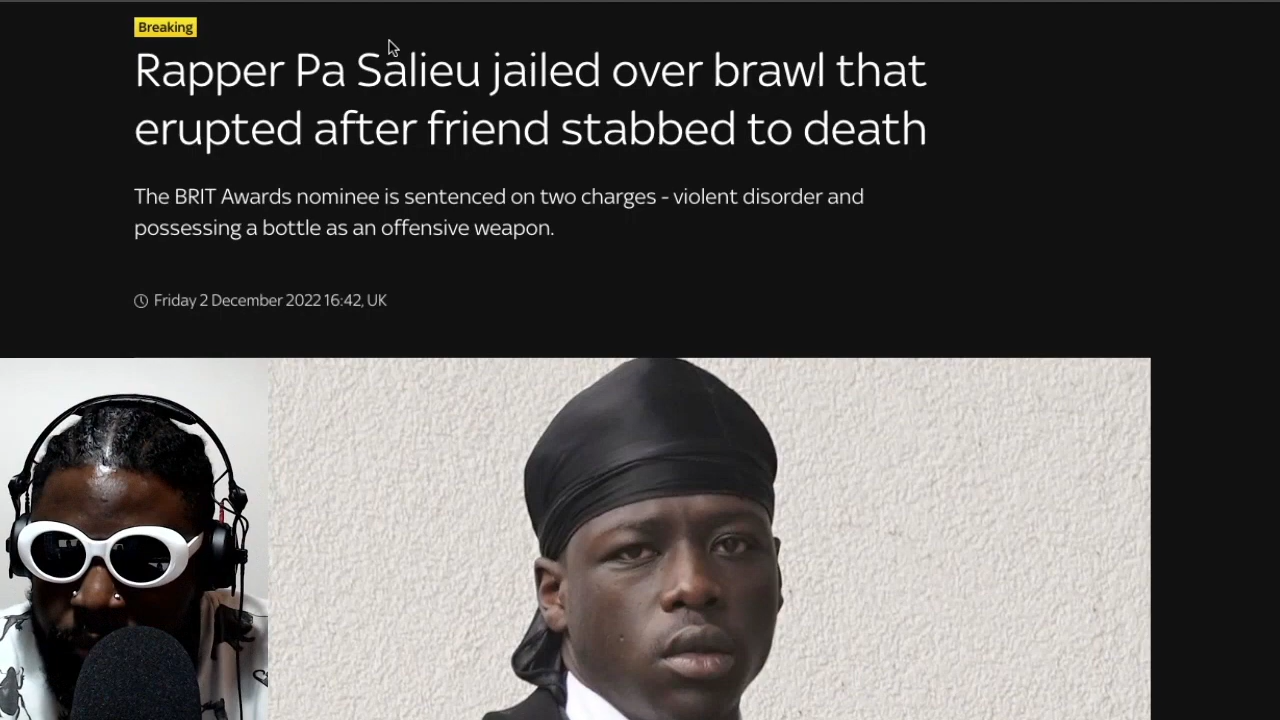 Breaking
Rapper Pa Salieu jailed over brawl that
erupted after friend stabbed to death
The BRIT Awards nominee is sentenced on two charges - violent disorder and
possessing a bottle as an offensive weapon.
Friday 2 December 2022 16:42, UK